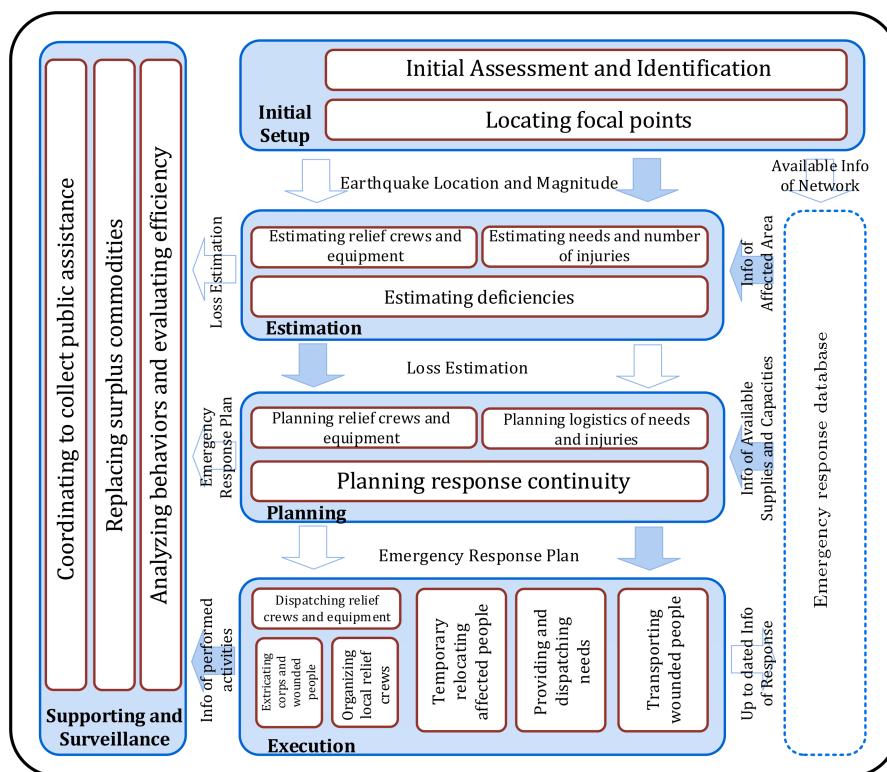 Coordinating to collect public assistance
Replacing surplus commodities
Analyzing behaviors and evaluating efficiency
Supporting and
Surveillance
Initial Assessment and Identification
Locating focal points
Initial
Setup
Earthquake Location and Magnitude
Available Info
of Network
Loss Estimation
Estimating relief crews and
equipment
Estimating needs and number
of injuries
Estimating deficiencies
Estimation
Info of
Affected Area
Loss Estimation
Emergency
Response Plan
Planning relief crews and
equipment
Planning logistics of needs
and injuries
Planning response continuity
Planning
Info of Available
Supplies and Capacities
Emergency Response Plan
Info of performed
activities
Dispatching relief
crews and equipment
Extricating
corps and
wounded
people
Organizing
local relief
crews
Temporary
relocating
affected people
Providing and
dispatching
needs
Transporting
wounded people
Execution
Up to dated Info
of Response
Emergency response database